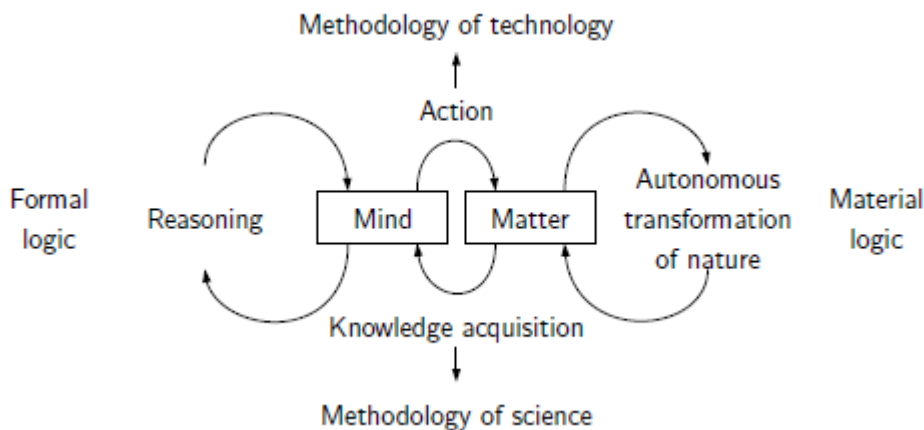 Methodology of technology
Action
Formal
logic
Reasoning
Mind
Matter
Autonomous
transformation
of nature
Material
logic
Knowledge acquisition
Methodology of science